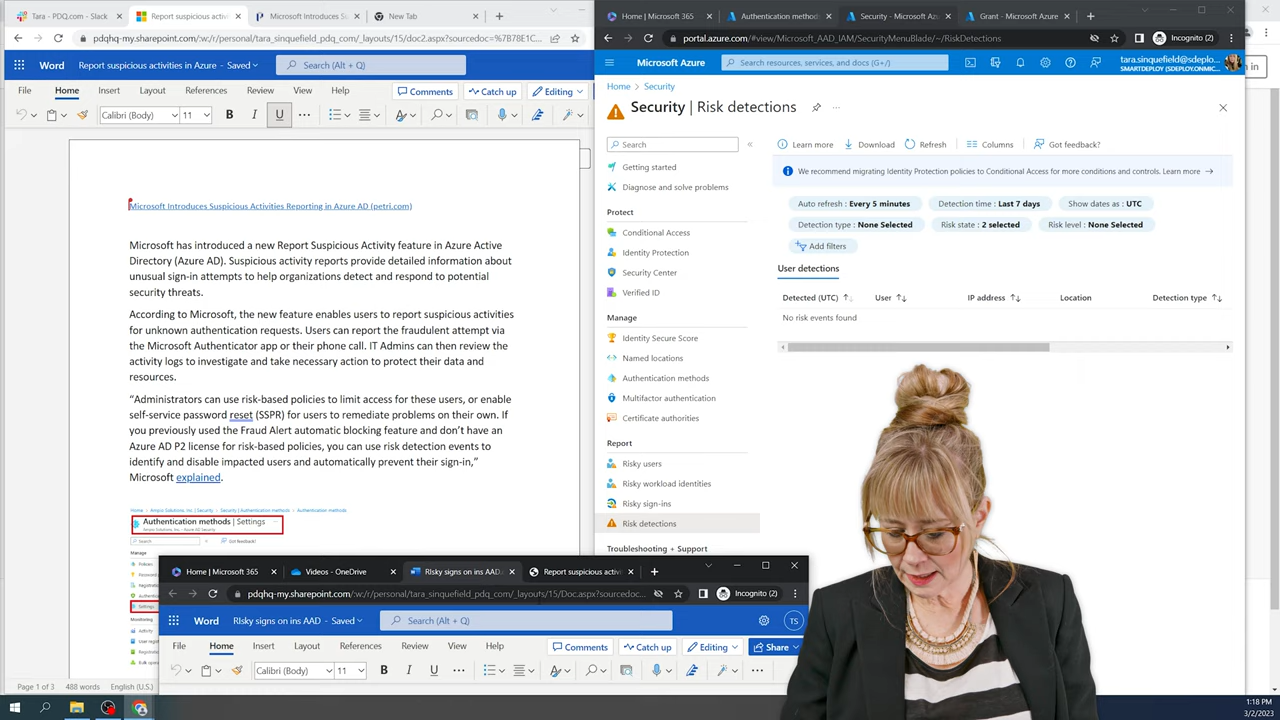 Tara - PDQ.com - Slack
Report suspicious activi
Microsoft Introduces Su
New Tab
pdqhq-my.sharepoint.com/:w:/r/personal/tara_sinquefield_pdq_com/_layouts/15/doc2.aspx?sourcedoc=%7B78E1C...
Word
Report suspicious activities in Azure - Saved
Search (Alt + Q)
File
Home
Insert
Layout
References
Review
View
Help
Comments
Catch up
Editing
Calibri (Body)
11
B
I
U
Microsoft Introduces Suspicious Activities Reporting in Azure AD (petri.com)
Microsoft has introduced a new Report Suspicious Activity feature in Azure Active
Directory (Azure AD). Suspicious activity reports provide detailed information about
unusual sign-in attempts to help organizations detect and respond to potential
security threats.
According to Microsoft, the new feature enables users to report suspicious activities
for unknown authentication requests. Users can report the fraudulent attempt via
the Microsoft Authenticator app or their phone call. IT Admins can then review the
activity logs to investigate and take necessary action to protect their data and
resources.
“Administrators can use risk-based policies to limit access for these users, or enable
self-service password reset (SSPR) for users to remediate problems on their own. If
you previously used the Fraud Alert automatic blocking feature and don’t have an
Azure AD P2 license for risk-based policies, you can use risk detection events to
identify and disable impacted users and automatically prevent their sign-in,”
Microsoft explained.
Authentication methods | Settings
Search
Got feedback?
Manage
Policies
Settings
Monitoring
Activity
Page 1 of 3
488 words
English (U.S.)
Home | Microsoft 365
Authentication methods
Security - Microsoft Az
Grant - Microsoft Azure
portal.azure.com/#view/Microsoft_AAD_IAM/SecurityMenuBlade/~/RiskDetections
Incognito (2)
Microsoft Azure
Search resources, services, and docs (G+/)
tara.sinquefield@sdeploy...
SMARTDEPLOY (SDEPLOY.ONMIC...
Home
Security
Security | Risk detections
Search
Getting started
Diagnose and solve problems
Protect
Conditional Access
Identity Protection
Security Center
Verified ID
Manage
Identity Secure Score
Named locations
Authentication methods
Multifactor authentication
Certificate authorities
Report
Risky users
Risky workload identities
Risky sign-ins
Risk detections
Troubleshooting + Support
Learn more
Download
Refresh
Columns
Got feedback?
We recommend migrating Identity Protection policies to Conditional Access for more conditions and controls. Learn more
Auto refresh : Every 5 minutes
Detection time : Last 7 days
Show dates as : UTC
Detection type : None Selected
Risk state : 2 selected
Risk level : None Selected
Add filters
User detections
Detected (UTC)
User
IP address
Location
Detection type
No risk events found
Home | Microsoft 365
Videos - OneDrive
RIsky signs on ins AAD.
Report suspicious activi
pdqhq-my.sharepoint.com/:w:/r/personal/tara_sinquefield_pdq_com/_layouts/15/Doc.aspx?sourcedoc...
Incognito (2)
Word
RIsky signs on ins AAD - Saved
Search (Alt + Q)
TS
File
Home
Insert
Layout
References
Review
View
Help
Comments
Catch up
Editing
Share
Calibri (Body)
11
B
I
U
1:18 PM
3/2/2023